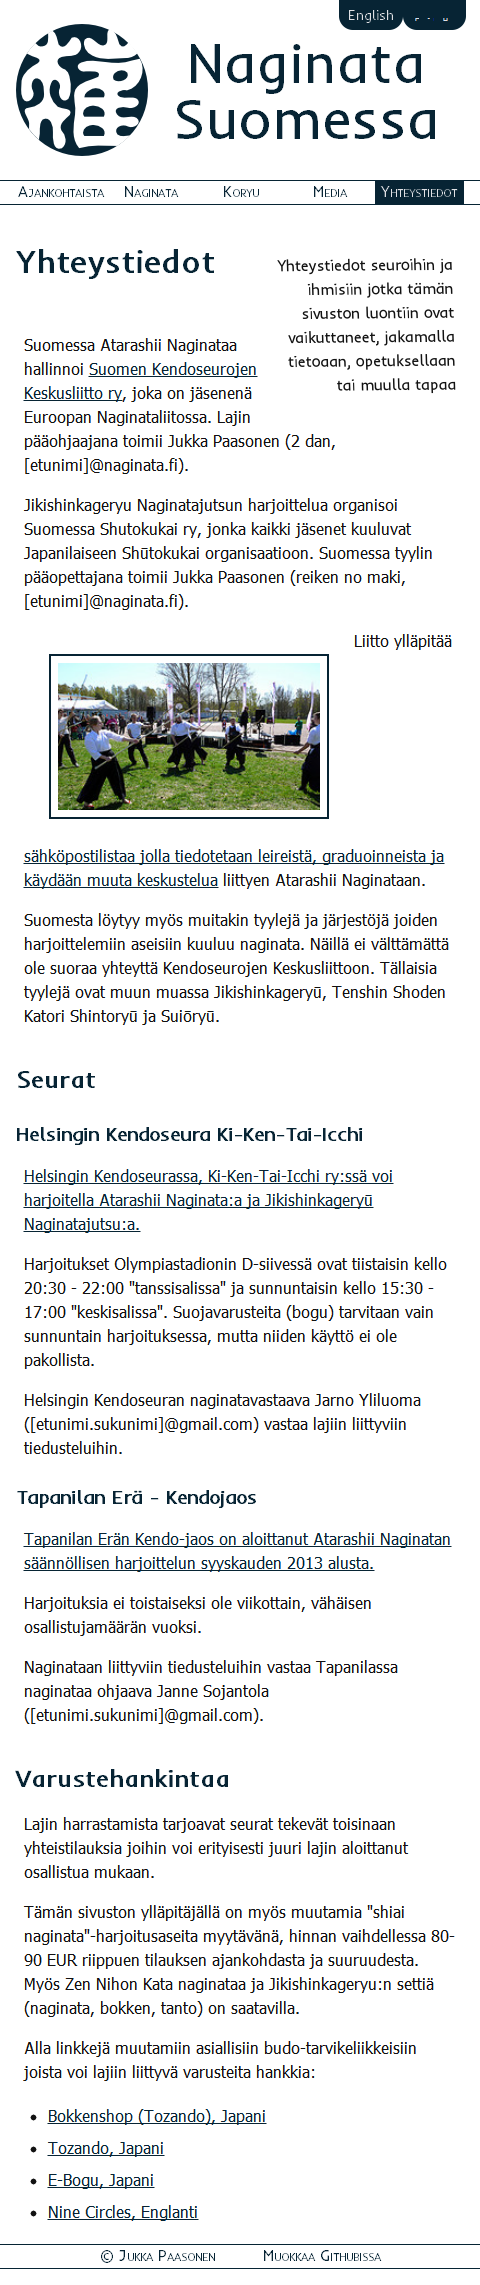 English
Naginata
Suomessa
Ajankohtaista Naginata Koryu Media Yhteystiedot
Yhteystiedot
Yhteystiedot seuroihin ja
ihmisiin jotka tämän
sivuston luontiin ovat
vaikuttaneet, jakamalla
tietoaan, opetuksellaan
tai muulla tapaa
Suomessa Atarashii Naginataa
hallinnoi Suomen Kendoseurojen
Keskusliitto ry, joka on jäsenenä
Euroopan Naginataliitossa. Lajin
pääohjaajana toimii Jukka Paasonen (2 dan,
[etunimi]@naginata.fi).
Jikishinkageryu Naginatajutsun harjoittelua organisoi
Suomessa Shutokukai ry, jonka kaikki jäsenet kuuluvat
Japanilaiseen Shūtokukai organisaatioon. Suomessa tyylin
pääopettajana toimii Jukka Paasonen (reiken no maki,
[etunimi]@naginata.fi).
Liitto ylläpitää
sähköpostilistaa jolla tiedotetaan leireistä, graduoinneista ja
käydään muuta keskustelua liittyen Atarashii Naginataan.
Suomesta löytyy myös muitakin tyylejä ja järjestöjä joiden
harjoittelemiin aseisiin kuuluu naginata. Näillä ei välttämättä
ole suoraa yhteyttä Kendoseurojen Keskusliittoon. Tällaisia
tyylejä ovat muun muassa Jikishinkageryū, Tenshin Shoden
Katori Shintoryū ja Suiōryū.
Seurat
Helsingin Kendoseura Ki-Ken-Tai-Icchi
Helsingin Kendoseurassa, Ki-Ken-Tai-Icchi ry:ssä voi
harjoitella Atarashii Naginata:a ja Jikishinkageryū
Naginatajutsu:a.
Harjoitukset Olympiastadionin D-siivessä ovat tiistaisin kello
20:30 - 22:00 "tanssisalissa" ja sunnuntaisin kello 15:30 -
17:00 "keskisalissa". Suojavarusteita (bogu) tarvitaan vain
sunnuntain harjoituksessa, mutta niiden käyttö ei ole
pakollista.
Helsingin Kendoseuran naginatavastaava Jarno Yliluoma
([etunimi.sukunimi]@gmail.com) vastaa lajiin liittyviin
tiedusteluihin.
Tapanilan Erä - Kendojaos
Tapanilan Erän Kendo-jaos on aloittanut Atarashii Naginatan
säännöllisen harjoittelun syyskauden 2013 alusta.
Harjoituksia ei toistaiseksi ole viikottain, vähäisen
osallistujamäärän vuoksi.
Naginataan liittyviin tiedusteluihin vastaa Tapanilassa
naginataa ohjaava Janne Sojantola
([etunimi.sukunimi]@gmail.com).
Varustehankintaa
Lajin harrastamista tarjoavat seurat tekevät toisinaan
yhteistilauksia joihin voi erityisesti juuri lajin aloittanut
osallistua mukaan.
Tämän sivuston ylläpitäjällä on myös muutamia "shiai
naginata"-harjoitusaseita myytävänä, hinnan vaihdellessa 80-
90 EUR riippuen tilauksen ajankohdasta ja suuruudesta.
Myös Zen Nihon Kata naginataa ja Jikishinkageryu:n settiä
(naginata, bokken, tanto) on saatavilla.
Alla linkkejä muutamiin asiallisiin budo-tarvikeliikkeisiin
joista voi lajiin liittyvä varusteita hankkia:
• Bokkenshop (Tozando), Japani
• Tozando, Japani
• E-Bogu, Japani
• Nine Circles, Englanti
© Jukka Paasonen Muokkaa Githubissa